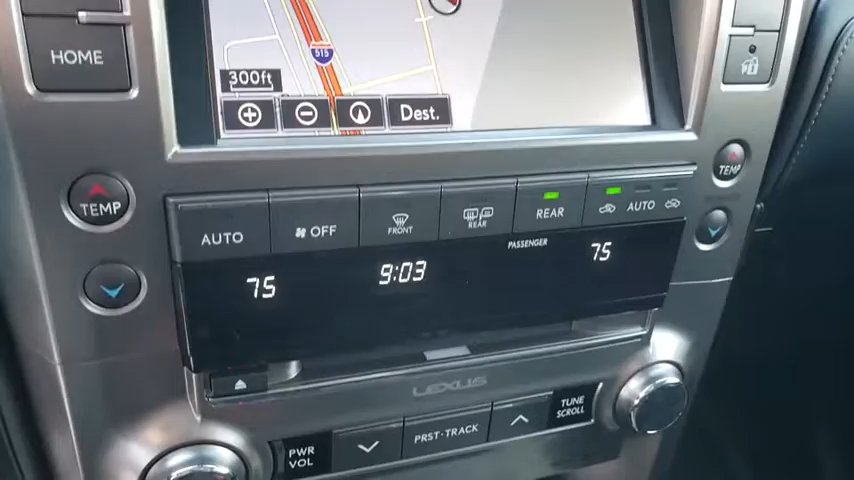 HOME
515
300ft
Dest.
TEMP
TEMP
AUTO
OFF
FRONT
REAR
REAR
AUTO
PASSENGER
75
9:03
75
LEXUS
PWR
VOL
PRST·TRACK
TUNE
SCROLL